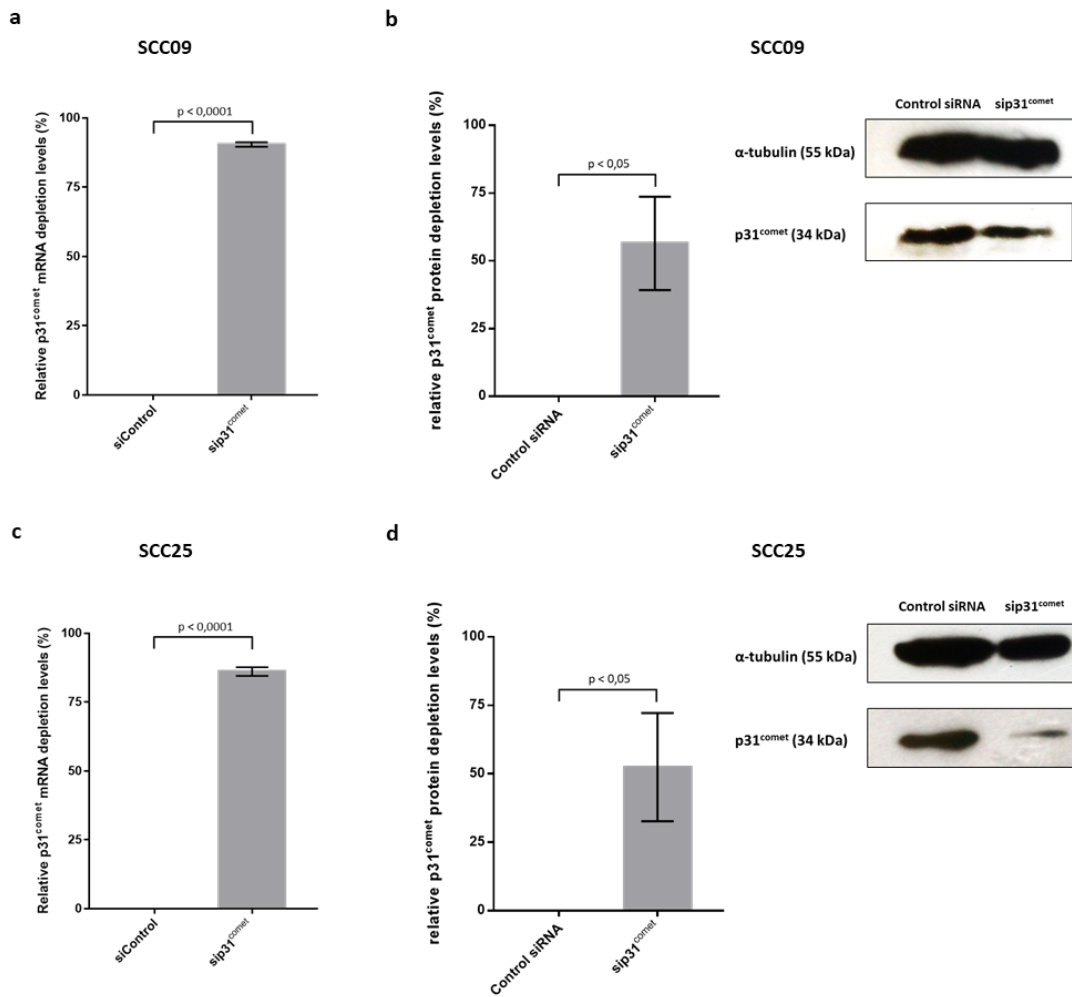 a
SCC09
Relative p31comet mRNA depletion levels (%)
100
75
50
25
0
p < 0,0001
siControl
sip31comet
b
SCC09
relative p31comet protein depletion levels (%)
100
75
50
25
0
p < 0,05
Control siRNA
sip31comet
Control siRNA sip31comet
α-tubulin (55 kDa)
p31comet (34 kDa)
c
SCC25
Relative p31comet mRNA depletion levels (%)
100
75
50
25
0
p < 0,0001
siControl
sip31comet
d
SCC25
relative p31comet protein depletion levels (%)
100
75
50
25
0
p < 0,05
Control siRNA
sip31comet
Control siRNA sip31comet
α-tubulin (55 kDa)
p31comet (34 kDa)